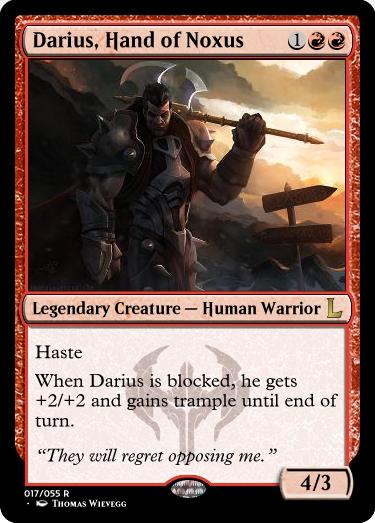 Darius, Hand of Noxus 1
Legendary Creature — Human Warrior L
Haste
When Darius is blocked, he gets
+2/+2 and gains trample until end of
turn.
“They will regret opposing me.”
4/3
017/055 R
· Thomas Wievegg